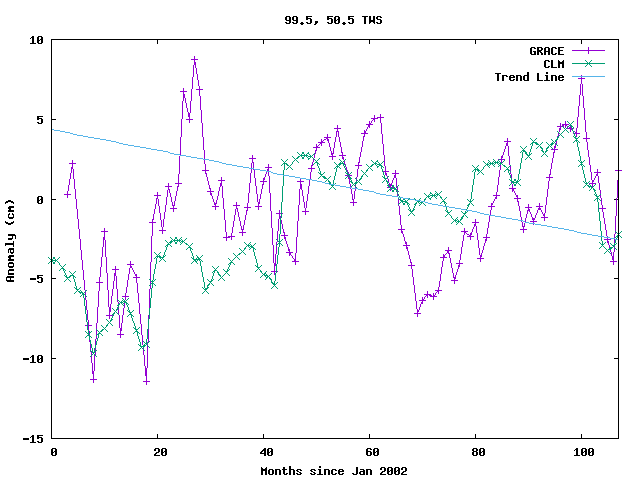 99.5, 50.5 TWS
GRACE
CLM
Trend Line
10
5
0
-5
-10
-15
Anomaly (cm)
0 20 40 60 80 100
Months since Jan 2002